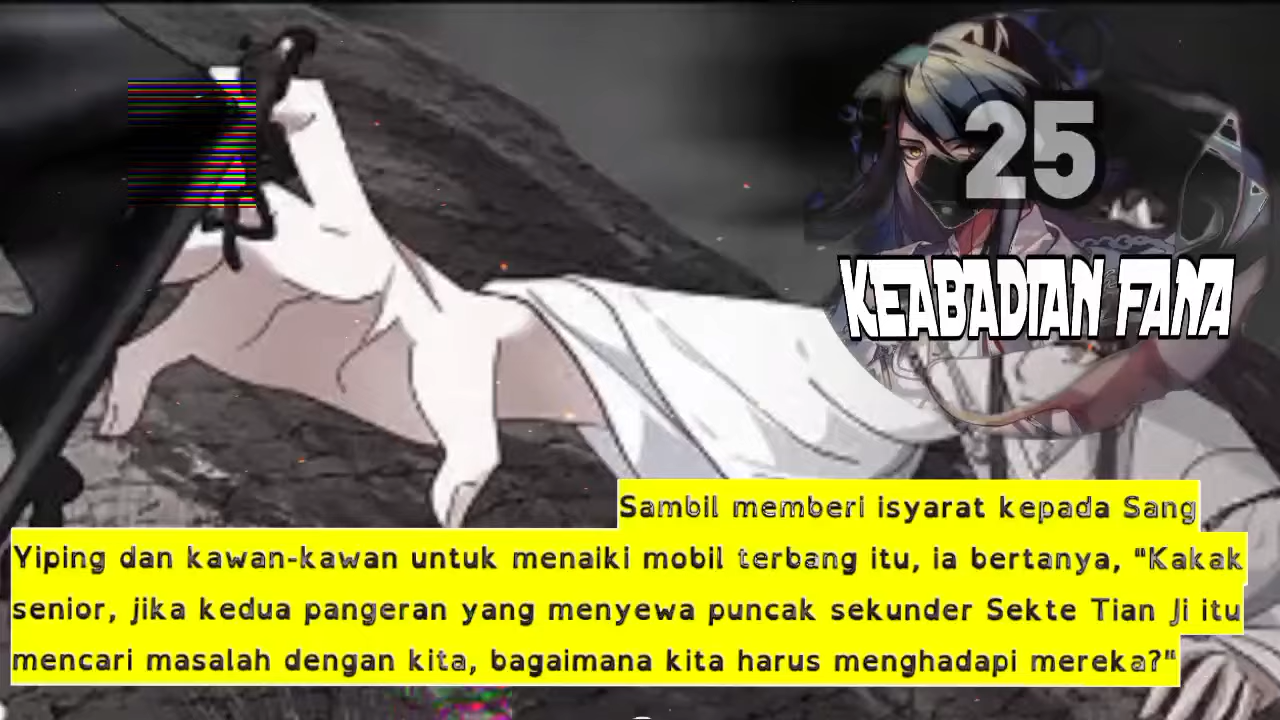 25
KEABADIAN FANA
Sambil memberi isyarat kepada Sang
Yiping dan kawan-kawan untuk menaiki mobil terbang itu, ia bertanya, "Kakak
senior, jika kedua pangeran yang menyewa puncak sekunder Sekte Tian Ji itu
mencari masalah dengan kita, bagaimana kita harus menghadapi mereka?"